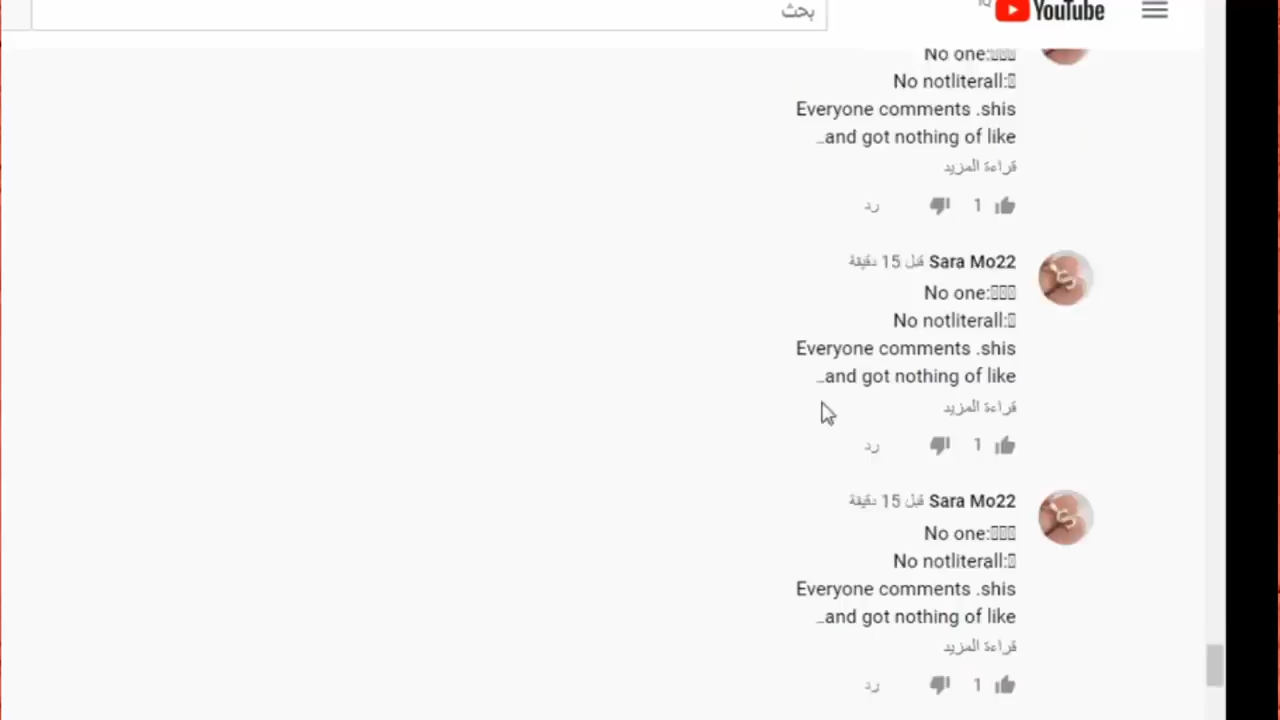 بحث
YouTube IQ
No one:▯▯▯
No notliterall:▯
Everyone comments .shis
...and got nothing of like
قراءة المزيد
1
رد
Sara Mo22 قبل 15 دقيقة
No one:▯▯▯
No notliterall:▯
Everyone comments .shis
...and got nothing of like
قراءة المزيد
1
رد
Sara Mo22 قبل 15 دقيقة
No one:▯▯▯
No notliterall:▯
Everyone comments .shis
...and got nothing of like
قراءة المزيد
1
رد